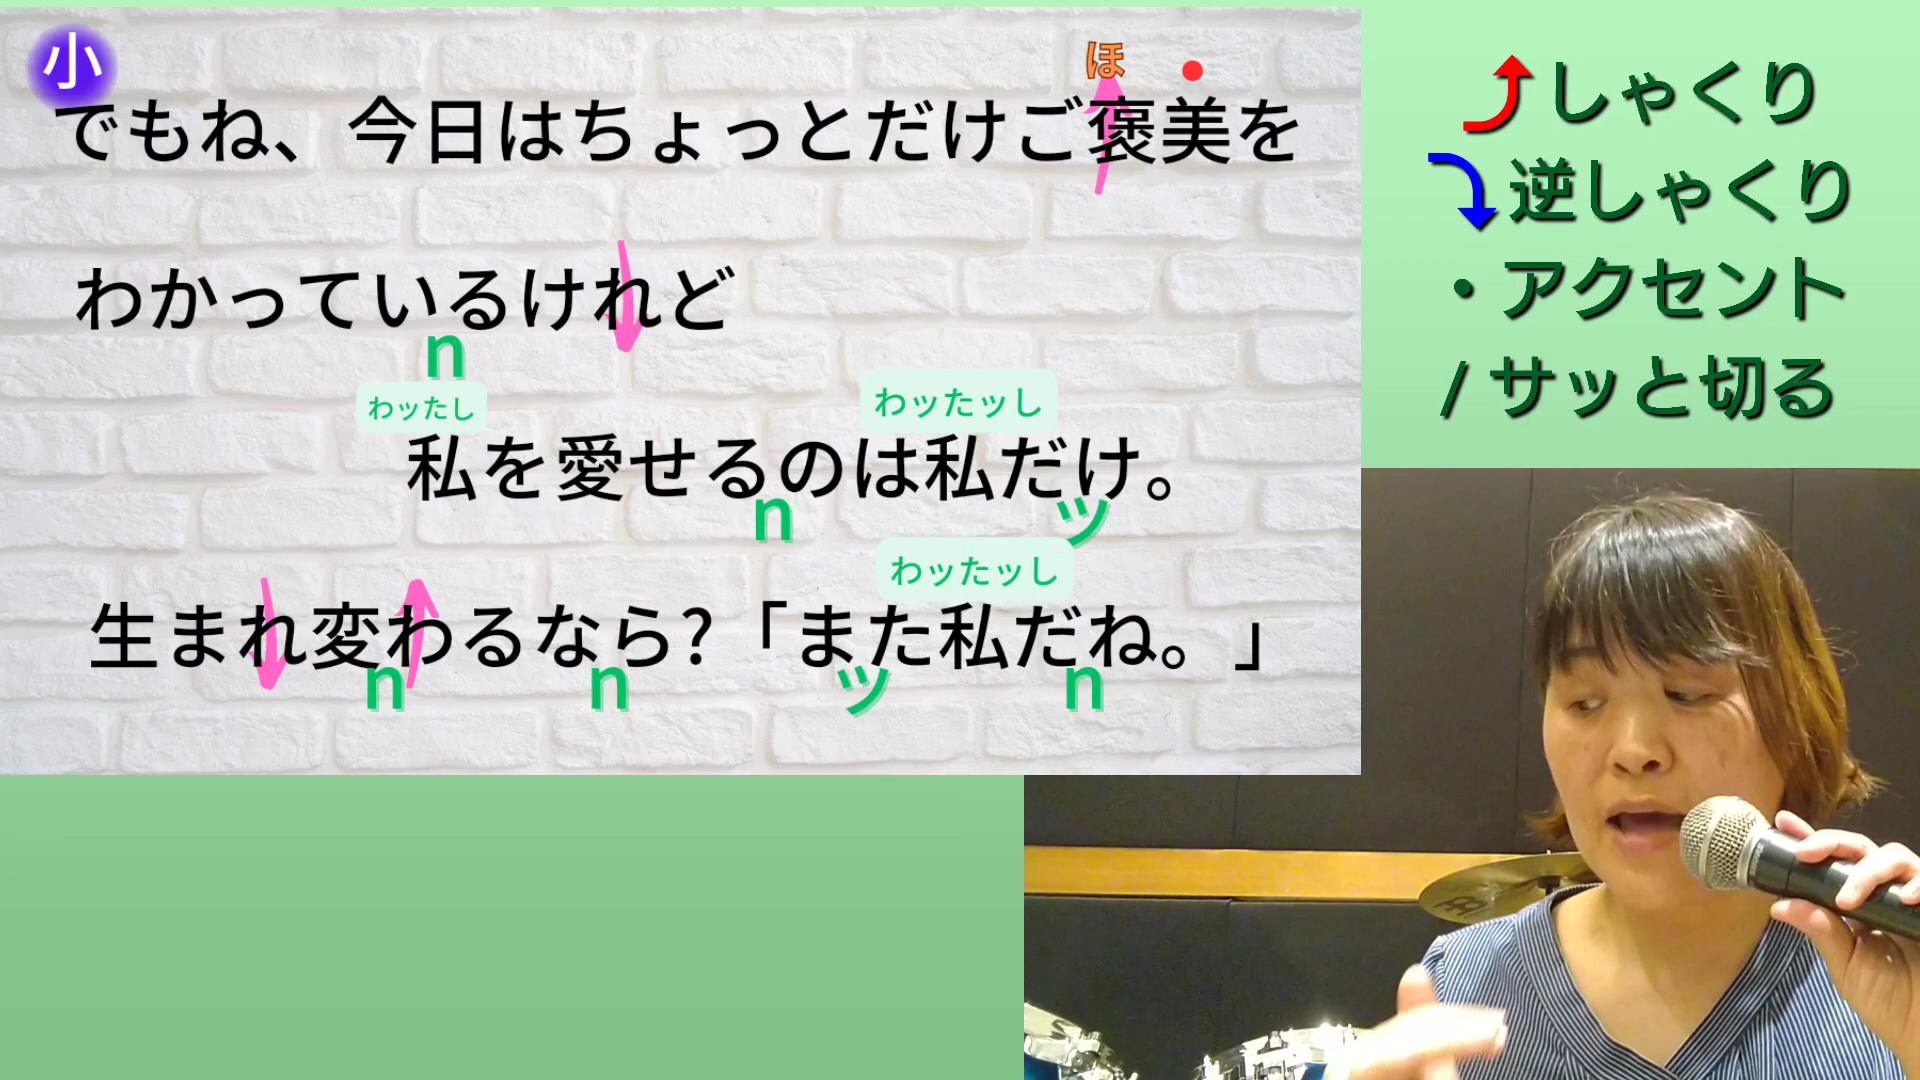 小
ほ
でもね、今日はちょっとだけご褒美を
わかっているけれど
n
わッたし わッたッし
私を愛せるのは私だけ。
n ッ
わッたッし
生まれ変わるなら?「また私だね。」
n n ッ n
しゃくり
逆しゃくり
・アクセント
/ サッと切る